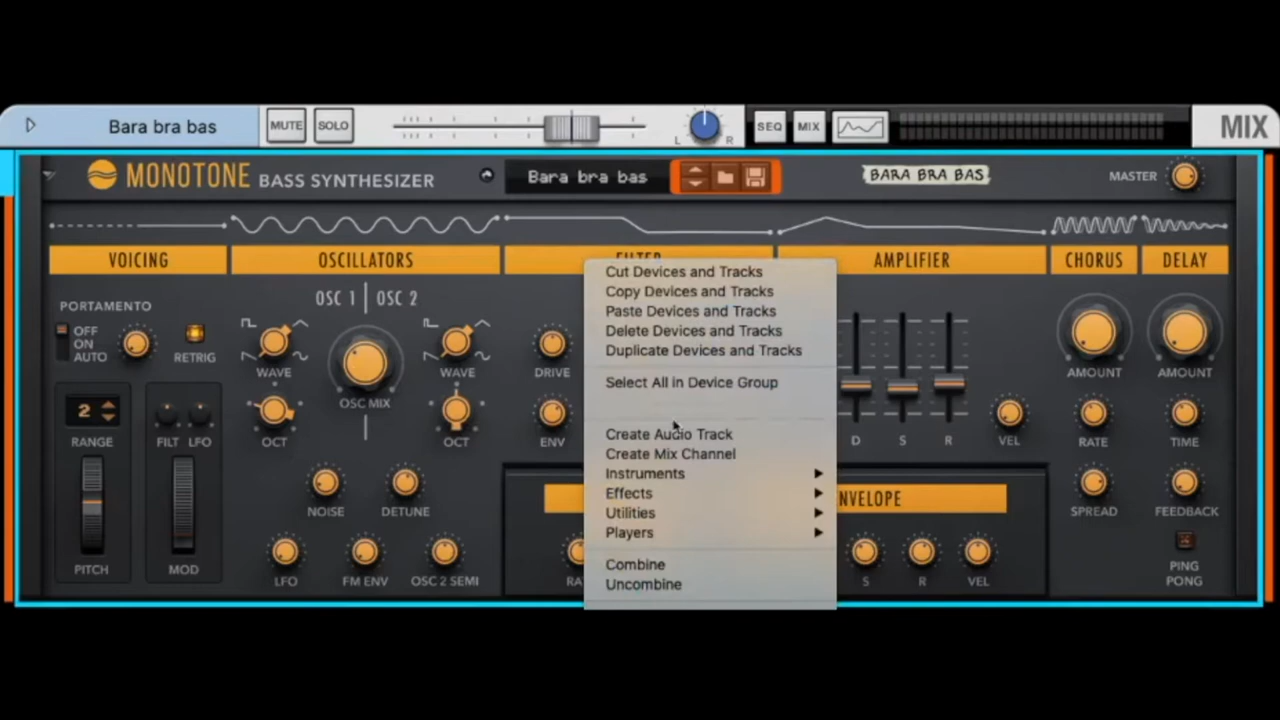 Bara bra bas
MUTE
SOLO
L
R
SEQ
MIX
MIX
MONOTONE BASS SYNTHESIZER
Bara bra bas
BARA BRA BAS
MASTER
VOICING
OSCILLATORS
FILTER
AMPLIFIER
CHORUS
DELAY
PORTAMENTO
OFF
ON
AUTO
RETRIG
2
RANGE
FILT
LFO
PITCH
MOD
OSC 1
OSC 2
WAVE
OSC MIX
WAVE
OCT
OCT
NOISE
DETUNE
LFO
FM ENV
OSC 2 SEMI
DRIVE
ENV
Cut Devices and Tracks
Copy Devices and Tracks
Paste Devices and Tracks
Delete Devices and Tracks
Duplicate Devices and Tracks
Select All in Device Group
Create Audio Track
Create Mix Channel
Instruments
Effects
Utilities
Players
Combine
Uncombine
D
S
R
VEL
S
R
VEL
AMOUNT
RATE
SPREAD
AMOUNT
TIME
FEEDBACK
PING
PONG